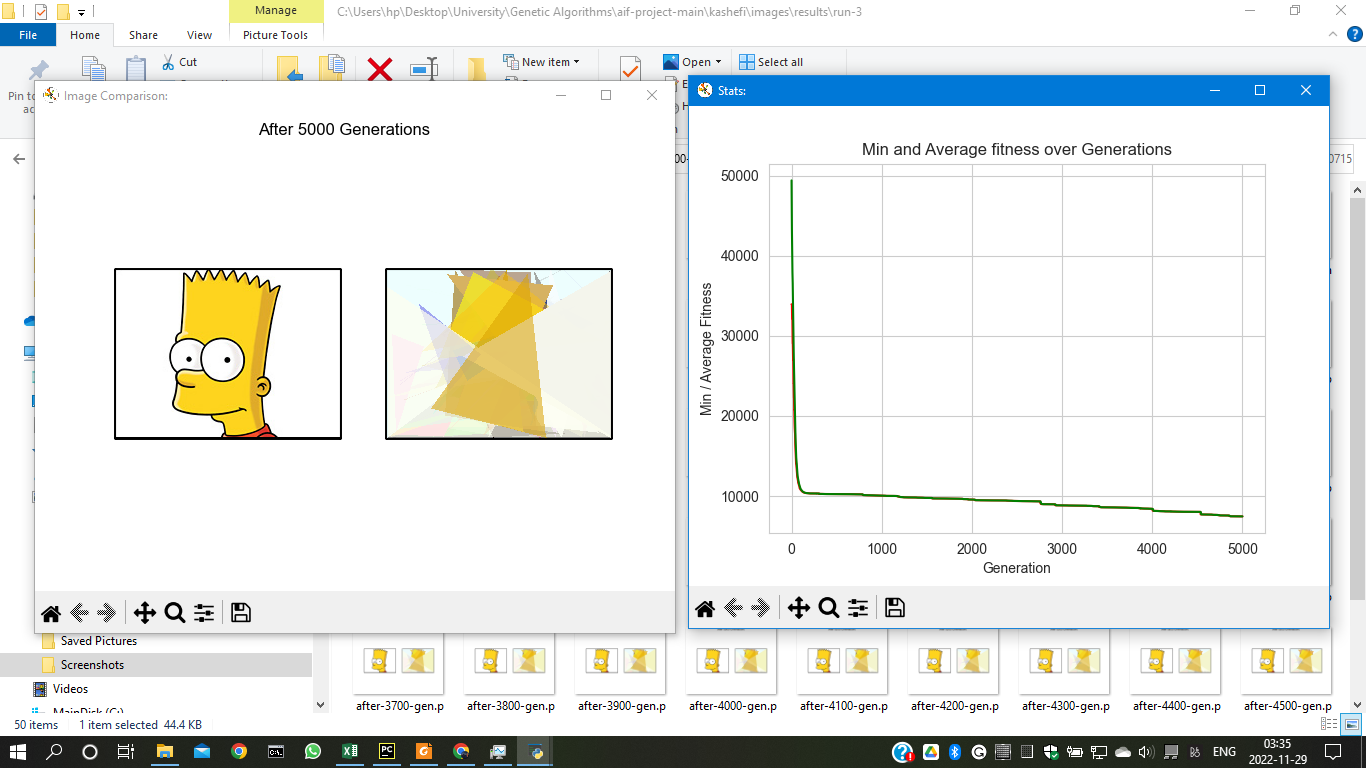 Manage
C:\Users\hp\Desktop\University\Genetic Algorithms\aif-project-main\kashefi\images\results\run-3
File
Home
Share
View
Picture Tools
Cut
New item
Open
Select all
Pin to
Image Comparison:
After 5000 Generations
Stats:
Min and Average fitness over Generations
Min / Average Fitness
50000
40000
30000
20000
10000
0
1000
2000
3000
4000
5000
Generation
0715
Saved Pictures
Screenshots
Videos
MainDisk (C:)
after-3700-gen.p
after-3800-gen.p
after-3900-gen.p
after-4000-gen.p
after-4100-gen.p
after-4200-gen.p
after-4300-gen.p
after-4400-gen.p
after-4500-gen.p
50 items
1 item selected 44.4 KB
ENG
03:35
2022-11-29